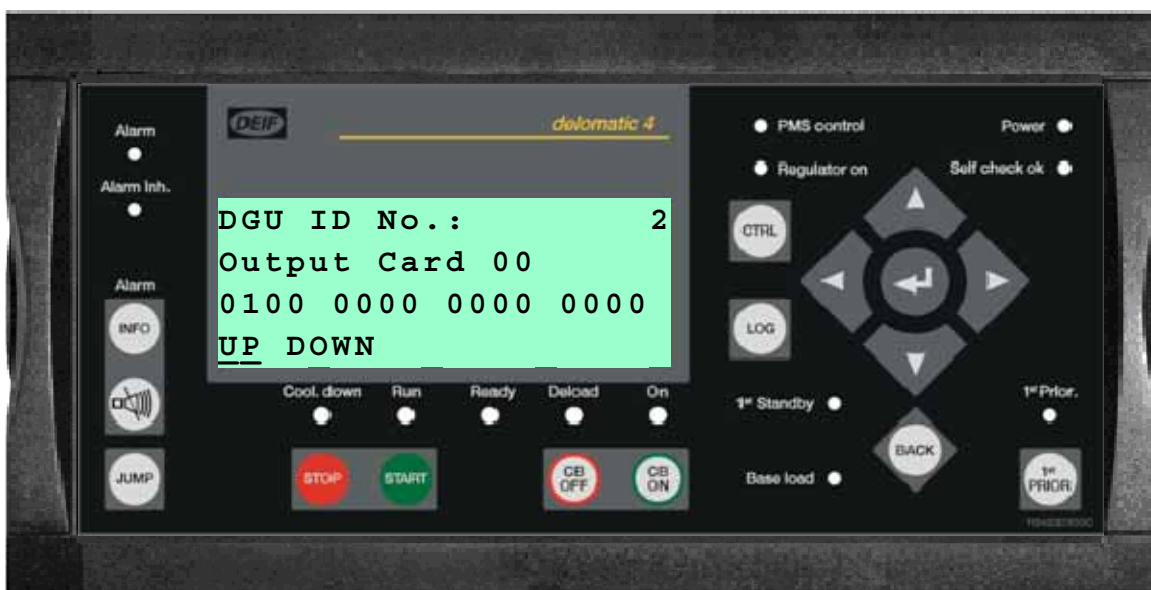 DEIF
delomatic 4
Alarm
Alarm Inh.
DGU ID No.: 2
Output Card 00
0100 0000 0000 0000
UP DOWN
PMS control
Power
Regulator on
Self check ok
CTRL
LOG
Alarm
INFO
JUMP
Cool. down
Run
Ready
Deload
On
STOP
START
CB
OFF
CB
ON
1st Standby
Base load
BACK
1st Prior.
1st
PRIOR.